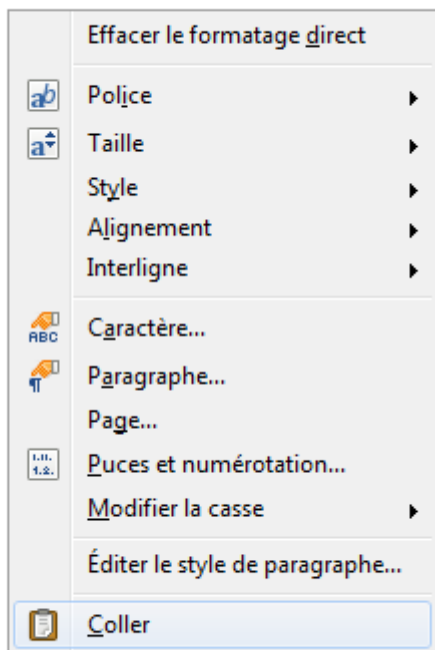 Effacer le formatage direct
Police
Taille
Style
Alignement
Interligne
Caractère...
Paragraphe...
Page...
Puces et numérotation...
Modifier la casse
Éditer le style de paragraphe...
Coller